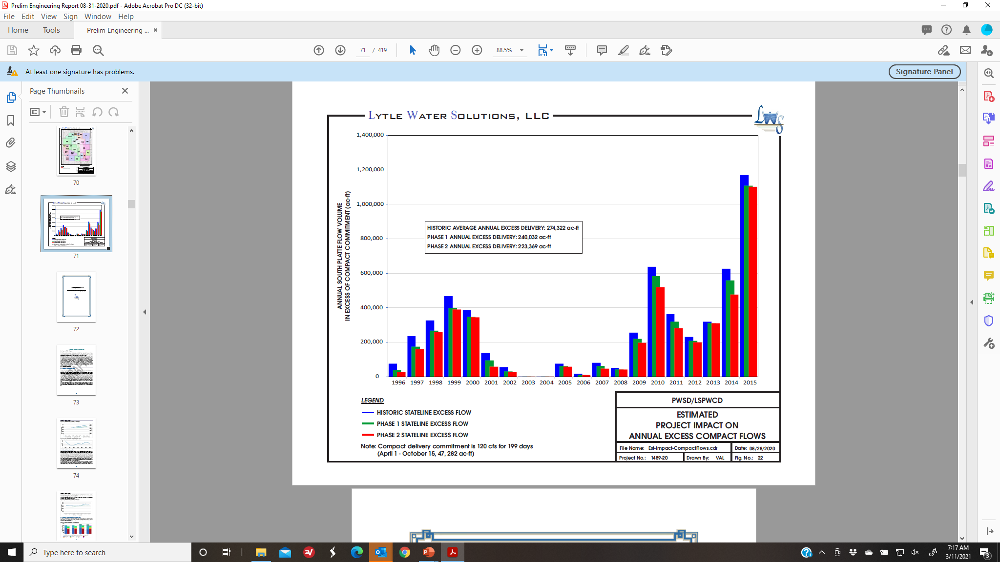 Prelim Engineering Report 08-31-2020.pdf - Adobe Acrobat Pro DC (32-bit)
File Edit View Sign Window Help
Home Tools Prelim Engineering ... ×
71 / 419 88.5%
At least one signature has problems.
Signature Panel
Page Thumbnails
70
71
72
73
74
LYTLE WATER SOLUTIONS, LLC
LWS
ANNUAL SOUTH PLATTE FLOW VOLUME
IN EXCESS OF COMPACT COMMITMENT (ac-ft)
1,400,000
1,200,000
1,000,000
800,000
600,000
400,000
200,000
0
HISTORIC AVERAGE ANNUAL EXCESS DELIVERY: 274,322 ac-ft
PHASE 1 ANNUAL EXCESS DELIVERY: 240,032 ac-ft
PHASE 2 ANNUAL EXCESS DELIVERY: 223,369 ac-ft
1996 1997 1998 1999 2000 2001 2002 2003 2004 2005 2006 2007 2008 2009 2010 2011 2012 2013 2014 2015
LEGEND
HISTORIC STATELINE EXCESS FLOW
PHASE 1 STATELINE EXCESS FLOW
PHASE 2 STATELINE EXCESS FLOW
Note: Compact delivery commitment is 120 cfs for 199 days
(April 1 - October 15, 47, 282 ac-ft)
PWSD/LSPWCD
ESTIMATED
PROJECT IMPACT ON
ANNUAL EXCESS COMPACT FLOWS
File Name: Est-Impact-CompactFlows.cdr Date: 08/28/2020
Project No.: 1489-20 Drawn By: VAL Fig. No.: 22
Type here to search
7:17 AM
3/11/2021
3